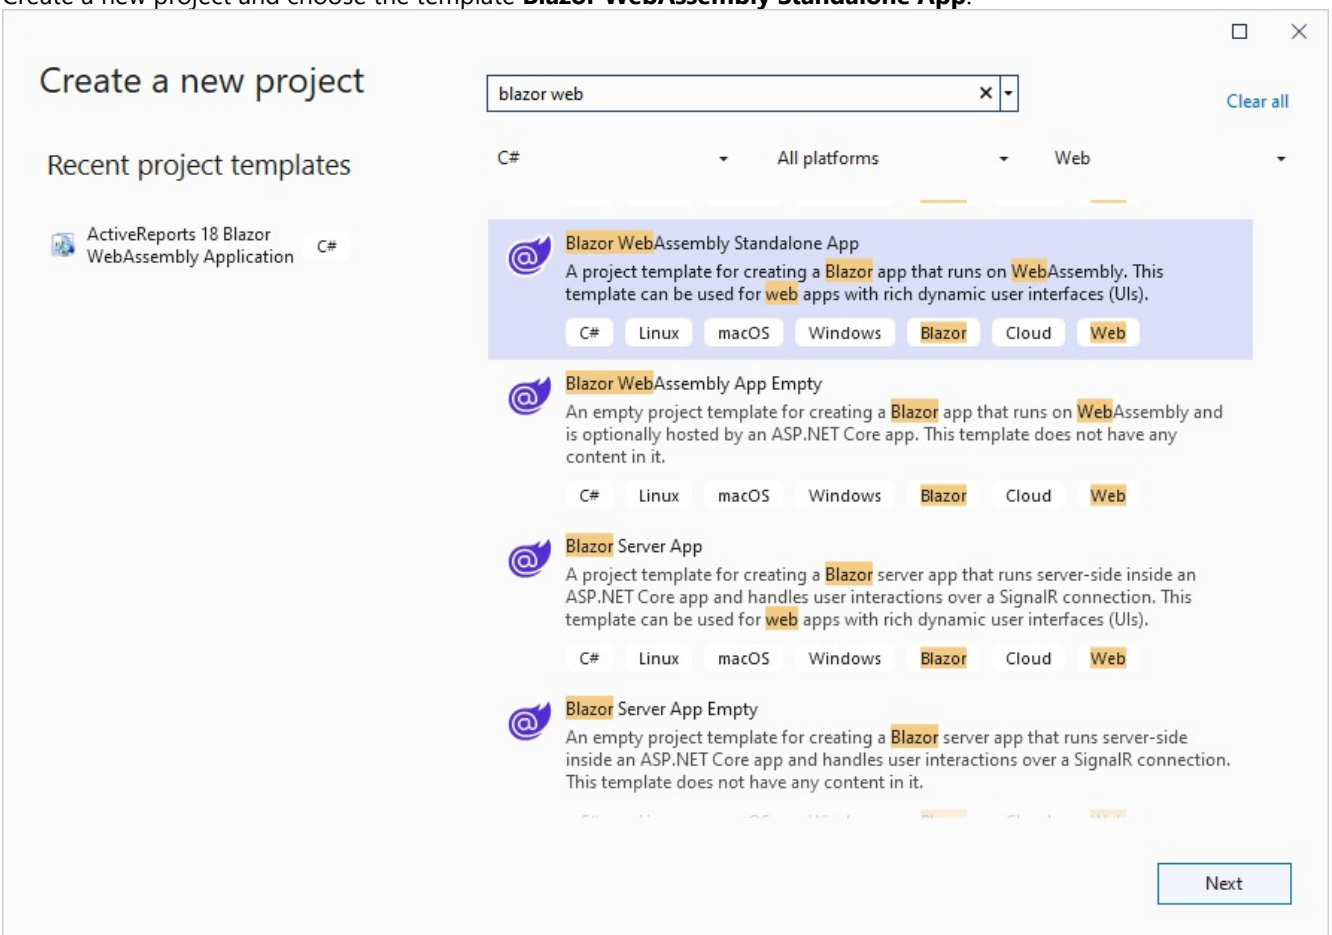 Create a new project and choose the template Blazor WebAssembly Standalone App.
Create a new project
blazor web
Clear all
Recent project templates
C#
All platforms
Web
ActiveReports 18 Blazor
WebAssembly Application
C#
Blazor WebAssembly Standalone App
A project template for creating a Blazor app that runs on WebAssembly. This
template can be used for web apps with rich dynamic user interfaces (UIs).
C# Linux macOS Windows Blazor Cloud Web
Blazor WebAssembly App Empty
An empty project template for creating a Blazor app that runs on WebAssembly and
is optionally hosted by an ASP.NET Core app. This template does not have any
content in it.
C# Linux macOS Windows Blazor Cloud Web
Blazor Server App
A project template for creating a Blazor server app that runs server-side inside an
ASP.NET Core app and handles user interactions over a SignalR connection. This
template can be used for web apps with rich dynamic user interfaces (UIs).
C# Linux macOS Windows Blazor Cloud Web
Blazor Server App Empty
An empty project template for creating a Blazor server app that runs server-side
inside an ASP.NET Core app and handles user interactions over a SignalR connection.
This template does not have any content in it.
Next